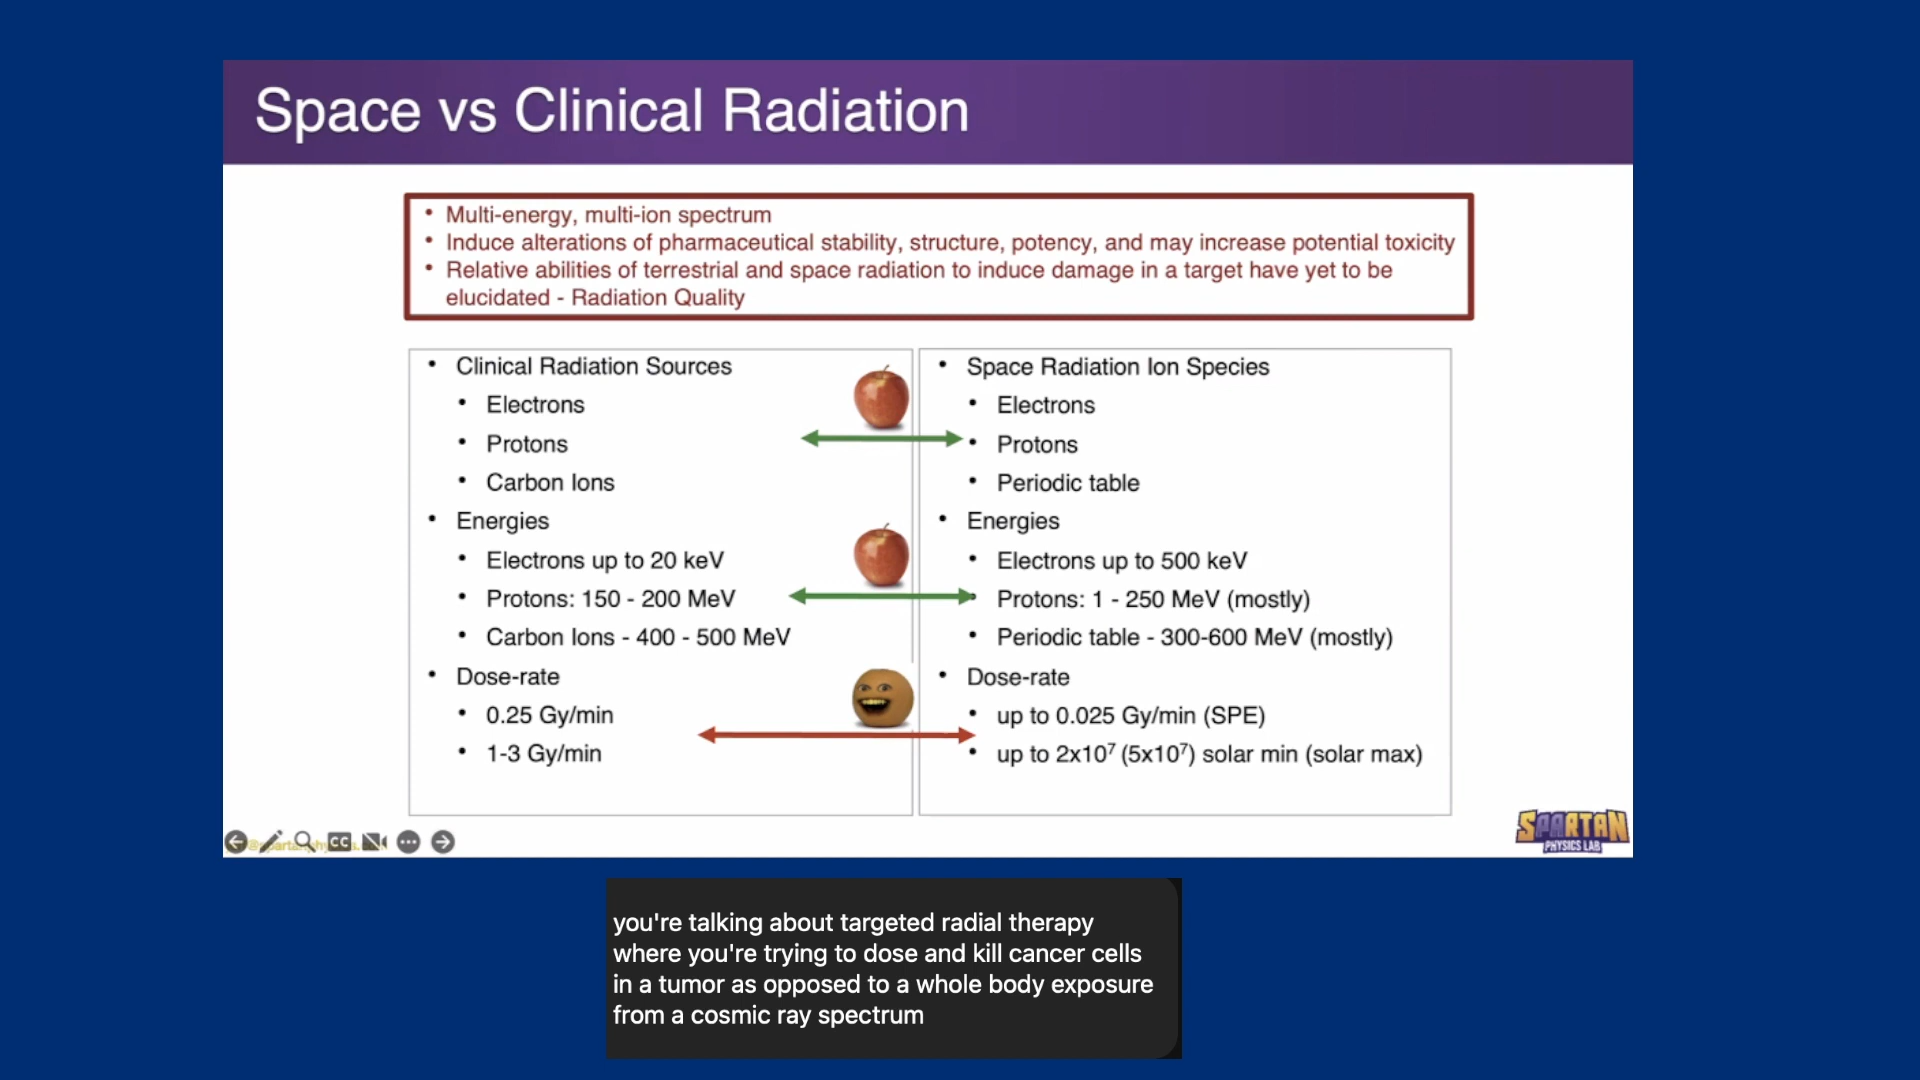 Space vs Clinical Radiation
• Multi-energy, multi-ion spectrum
• Induce alterations of pharmaceutical stability, structure, potency, and may increase potential toxicity
• Relative abilities of terrestrial and space radiation to induce damage in a target have yet to be
elucidated - Radiation Quality
• Clinical Radiation Sources
• Electrons
• Protons
• Carbon Ions
• Energies
• Electrons up to 20 keV
• Protons: 150 - 200 MeV
• Carbon Ions - 400 - 500 MeV
• Dose-rate
• 0.25 Gy/min
• 1-3 Gy/min
• Space Radiation Ion Species
• Electrons
• Protons
• Periodic table
• Energies
• Electrons up to 500 keV
• Protons: 1 - 250 MeV (mostly)
• Periodic table - 300-600 MeV (mostly)
• Dose-rate
• up to 0.025 Gy/min (SPE)
• up to 2x10⁷ (5x10⁷) solar min (solar max)
CC
SPARTAN
PHYSICS LAB
you're talking about targeted radial therapy
where you're trying to dose and kill cancer cells
in a tumor as opposed to a whole body exposure
from a cosmic ray spectrum